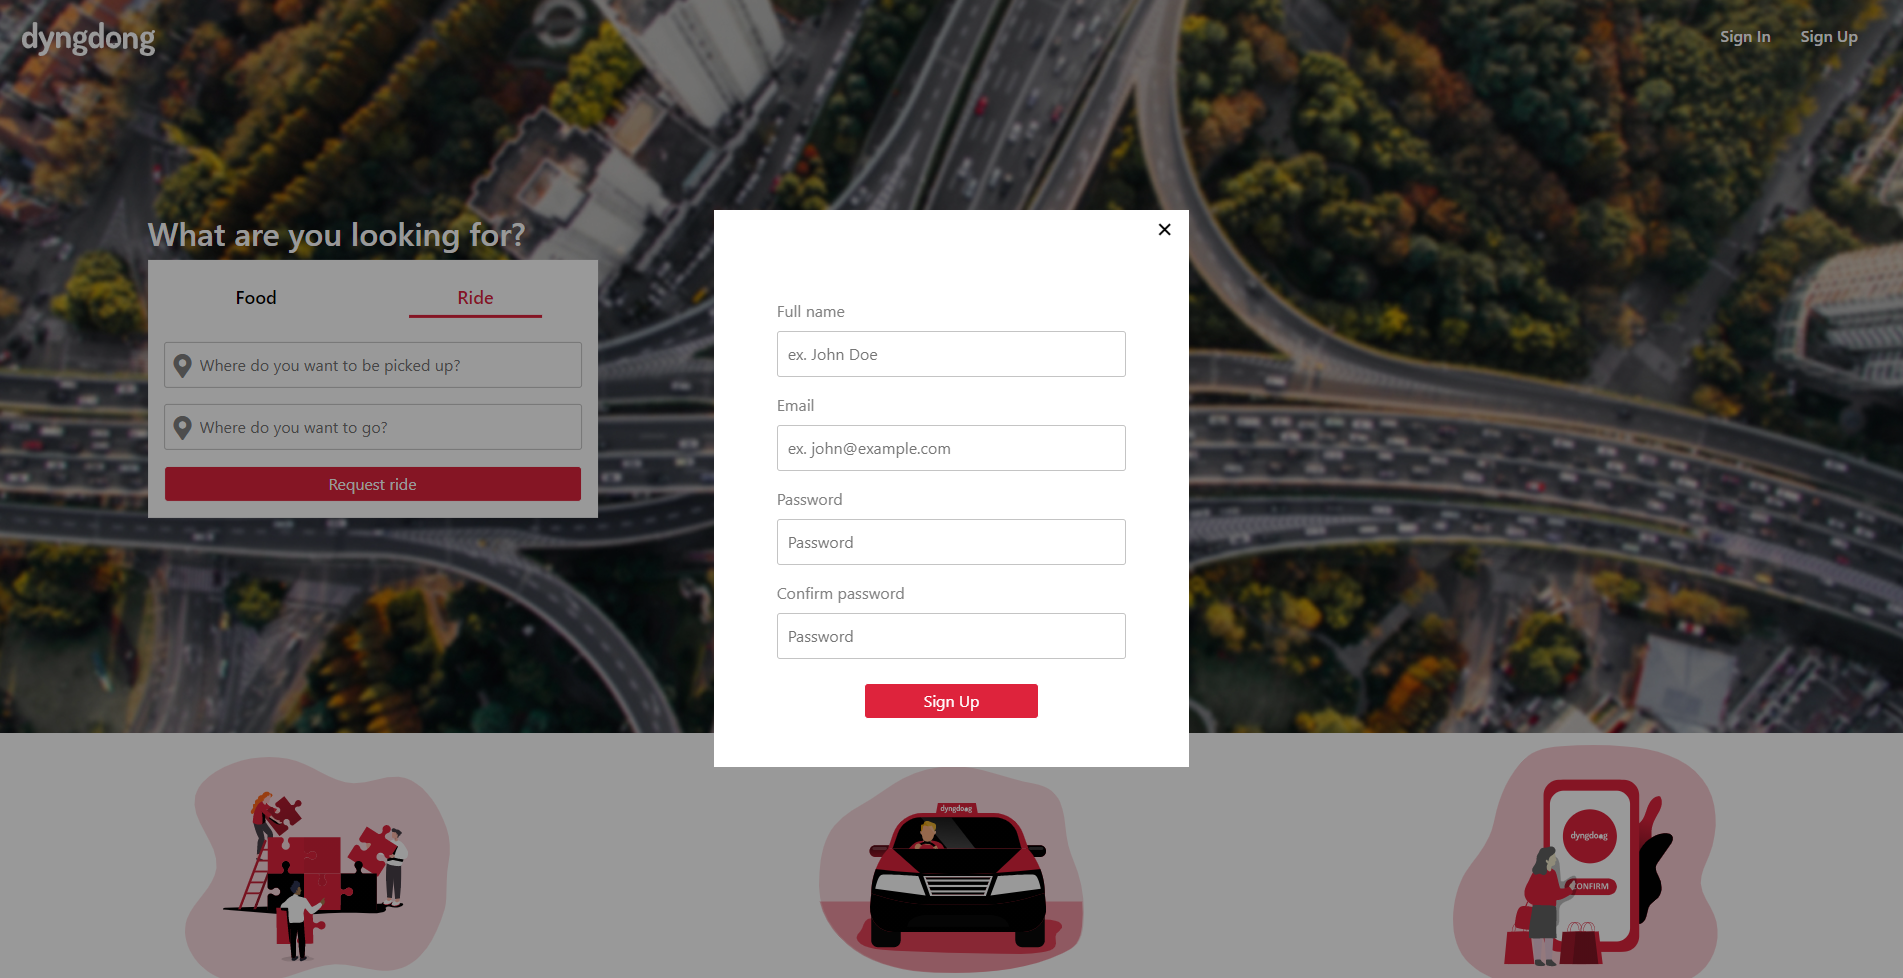 dyngdong
Sign In
Sign Up
What are you looking for?
Food
Ride
Where do you want to be picked up?
Where do you want to go?
Request ride
Full name
ex. John Doe
Email
ex. john@example.com
Password
Password
Confirm password
Password
Sign Up
dyngdong
dyngdong
CONFIRM